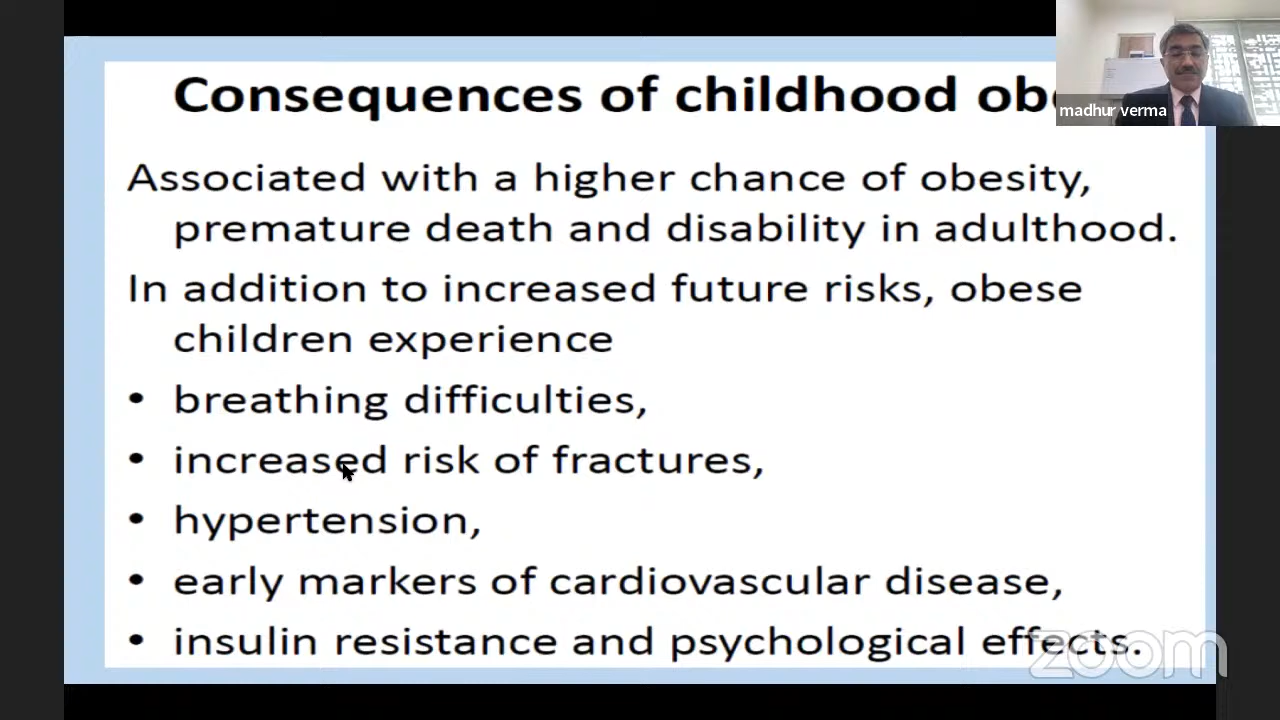 Consequences of childhood
madhur verma
Associated with a higher chance of obesity,
premature death and disability in adulthood.
In addition to increased future risks, obese
children experience
• breathing difficulties,
• increased risk of fractures,
• hypertension,
• early markers of cardiovascular disease,
• insulin resistance and psychological effects.
zoom